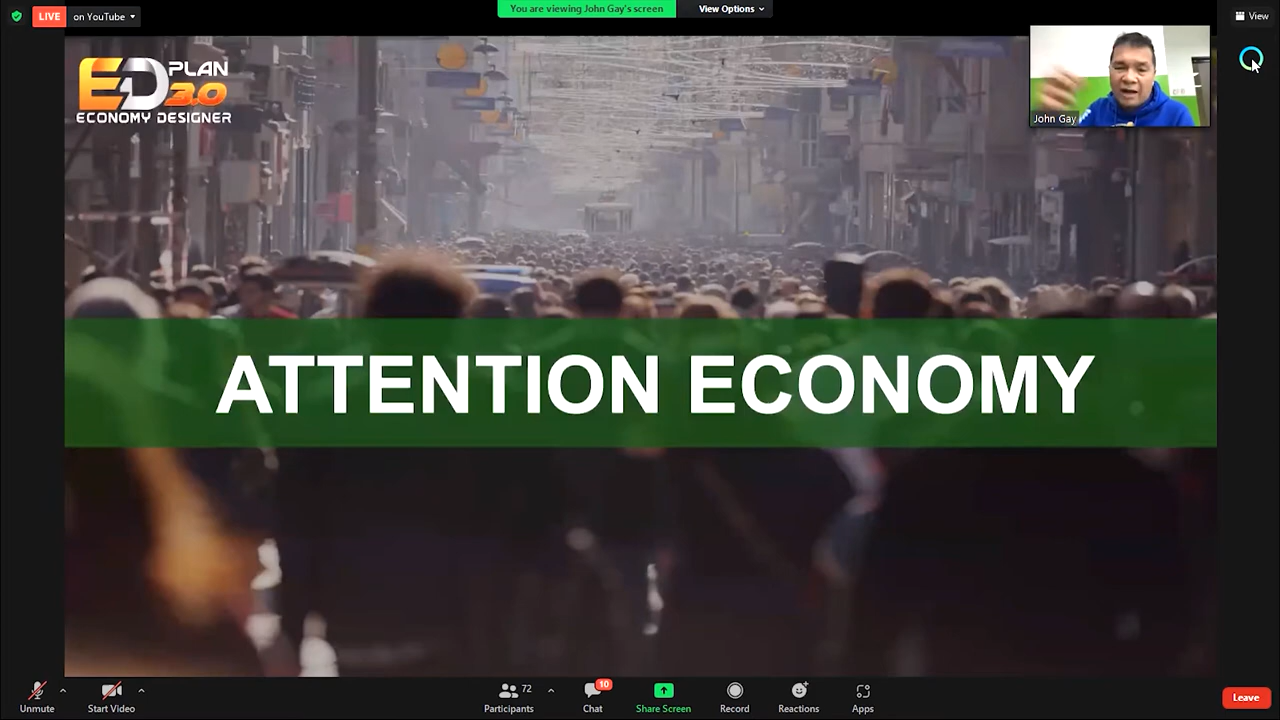 LIVE
on YouTube
You are viewing John Gay's screen
View Options
View
ED PLAN
3.0
ECONOMY DESIGNER
John Gay
ATTENTION ECONOMY
Unmute
Start Video
72
Participants
10
Chat
Share Screen
Record
Reactions
Apps
Leave